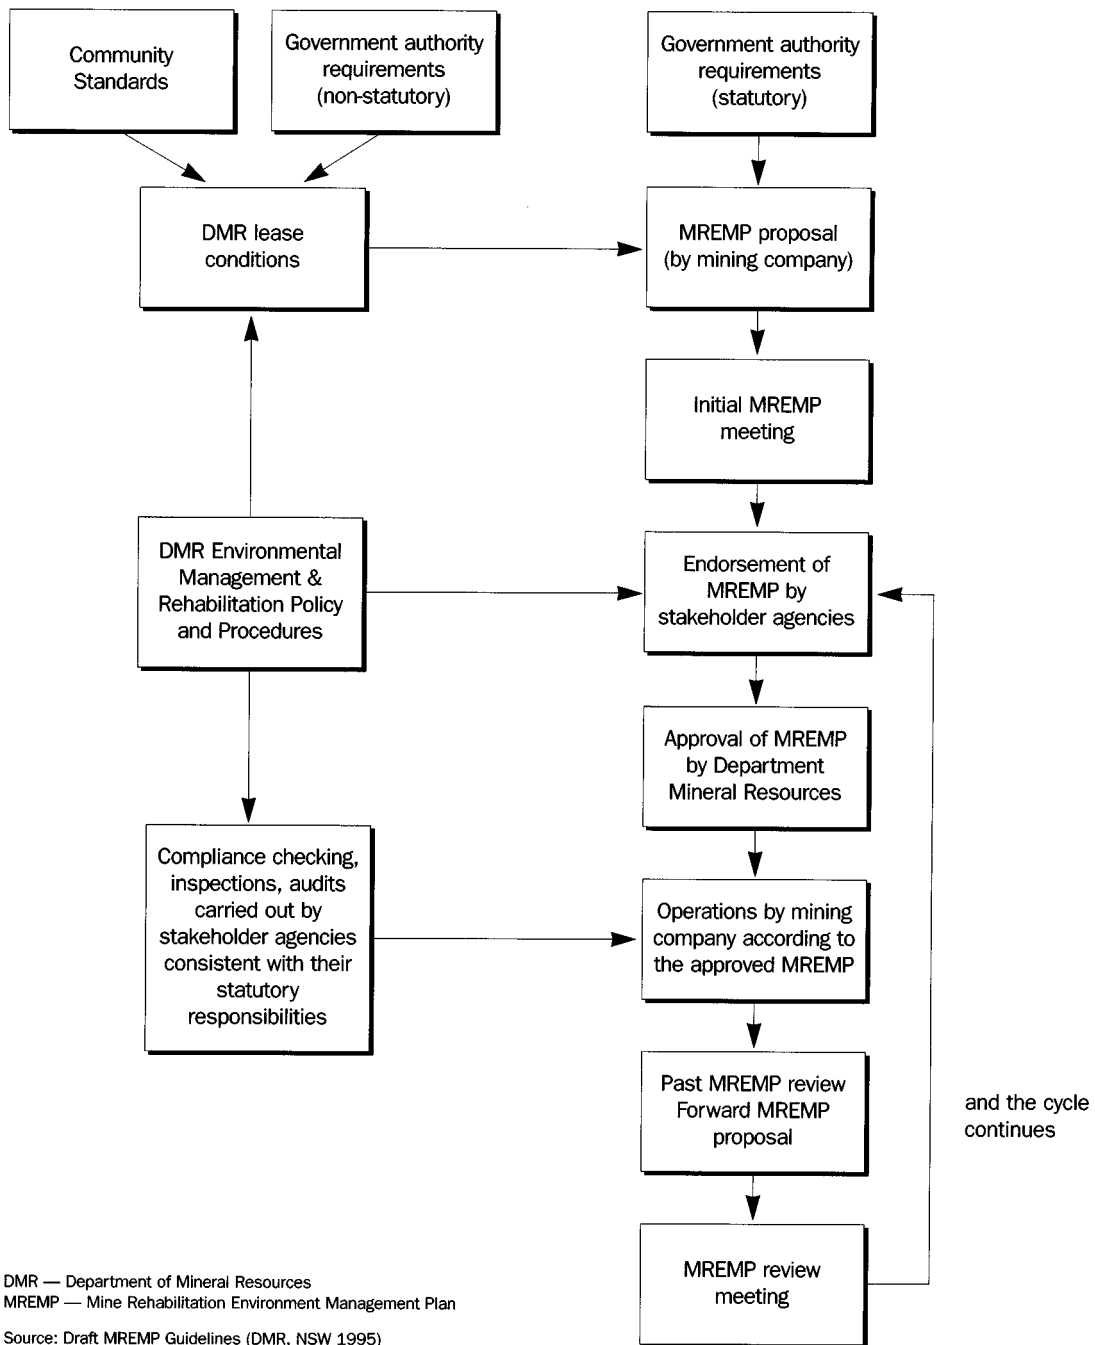 Community
Standards
Government authority
requirements
(non-statutory)
Government authority
requirements
(statutory)
DMR lease
conditions
MREMP proposal
(by mining company)
Initial MREMP
meeting
DMR Environmental
Management &
Rehabilitation Policy
and Procedures
Endorsement of
MREMP by
stakeholder agencies
Approval of MREMP
by Department
Mineral Resources
Compliance checking,
inspections, audits
carried out by
stakeholder agencies
consistent with their
statutory
responsibilities
Operations by mining
company according to
the approved MREMP
Past MREMP review
Forward MREMP
proposal
and the cycle
continues
MREMP review
meeting
DMR — Department of Mineral Resources
MREMP — Mine Rehabilitation Environment Management Plan
Source: Draft MREMP Guidelines (DMR, NSW 1995)